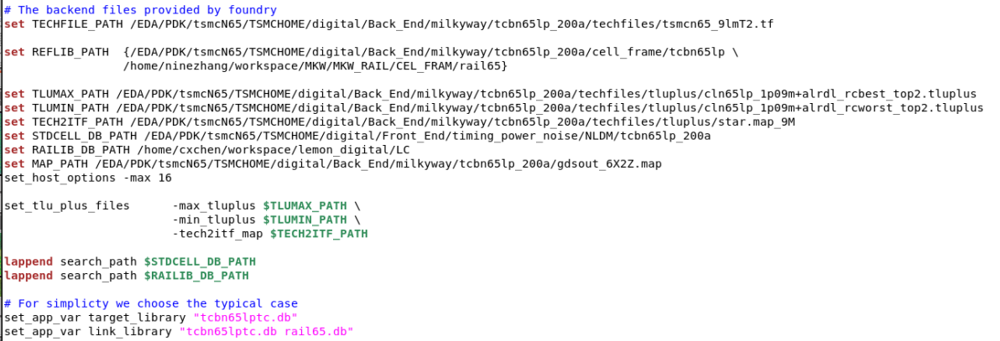 # The backend files provided by foundry
set TECHFILE_PATH /EDA/PDK/tsmcN65/TSMCHOME/digital/Back_End/milkyway/tcbn65lp_200a/techfiles/tsmcn65_9lmT2.tf
set REFLIB_PATH {/EDA/PDK/tsmcN65/TSMCHOME/digital/Back_End/milkyway/tcbn65lp_200a/cell_frame/tcbn65lp \
/home/ninezhang/workspace/MKW/MKW_RAIL/CEL_FRAM/rail65}
set TLUMAX_PATH /EDA/PDK/tsmcN65/TSMCHOME/digital/Back_End/milkyway/tcbn65lp_200a/techfiles/tluplus/cln65lp_1p09m+alrdl_rcbest_top2.tluplus
set TLUMIN_PATH /EDA/PDK/tsmcN65/TSMCHOME/digital/Back_End/milkyway/tcbn65lp_200a/techfiles/tluplus/cln65lp_1p09m+alrdl_rcworst_top2.tluplus
set TECH2ITF_PATH /EDA/PDK/tsmcN65/TSMCHOME/digital/Back_End/milkyway/tcbn65lp_200a/techfiles/tluplus/star.map_9M
set STDCELL_DB_PATH /EDA/PDK/tsmcN65/TSMCHOME/digital/Front_End/timing_power_noise/NLDM/tcbn65lp_200a
set RAILIB_DB_PATH /home/cxchen/workspace/lemon_digital/LC
set MAP_PATH /EDA/PDK/tsmcN65/TSMCHOME/digital/Back_End/milkyway/tcbn65lp_200a/gdsout_6X2Z.map
set_host_options -max 16
set_tlu_plus_files -max_tluplus $TLUMAX_PATH \
-min_tluplus $TLUMIN_PATH \
-tech2itf_map $TECH2ITF_PATH
lappend search_path $STDCELL_DB_PATH
lappend search_path $RAILIB_DB_PATH
# For simplicty we choose the typical case
set_app_var target_library "tcbn65lptc.db"
set_app_var link_library "tcbn65lptc.db rail65.db"